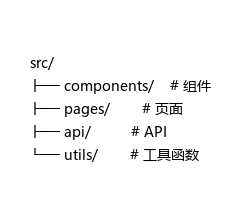 src/
├── components/    # 组件
├── pages/        # 页面
├── api/          # API
└── utils/        # 工具函数